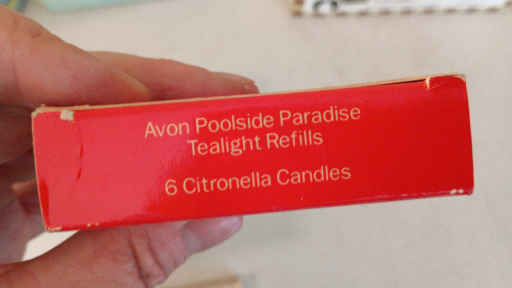 Avon Poolside Paradise
Tealight Refills
6 Citronella Candles